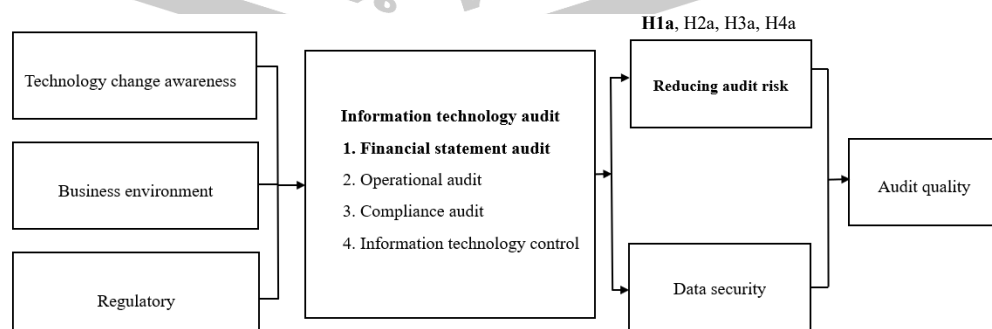 H1a, H2a, H3a, H4a
Technology change awareness
Business environment
Regulatory
Information technology audit
1. Financial statement audit
2. Operational audit
3. Compliance audit
4. Information technology control
Reducing audit risk
Data security
Audit quality